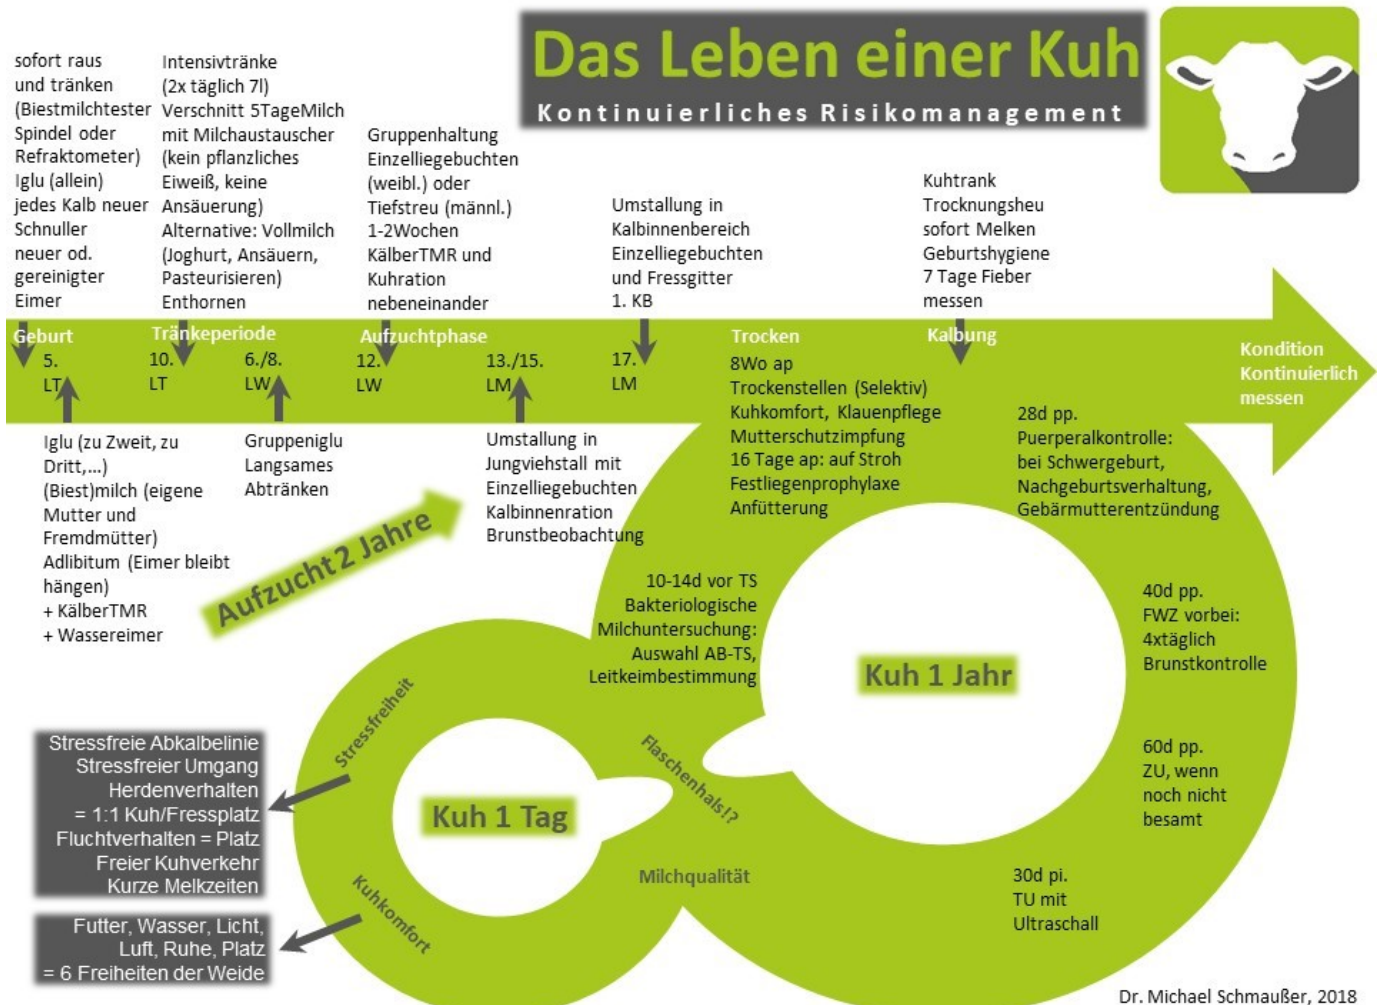 Das Leben einer Kuh
Kontinuierliches Risikomanagement
sofort raus
und tränken
(Biestmilchtester
Spindel oder
Refraktometer)
Iglu (allein)
jedes Kalb neuer
Schnuller
neuer od.
gereinigter
Eimer
Intensivtränke
(2x täglich 7l)
Verschnitt 5TageMilch
mit Milchaustauscher
(kein pflanzliches
Eiweiß, keine
Ansäuerung)
Alternative: Vollmilch
(Joghurt, Ansäuern,
Pasteurisieren)
Enthornen
Gruppenhaltung
Einzelliegebuchten
(weibl.) oder
Tiefstreu (männl.)
1-2Wochen
KälberTMR und
Kuhration
nebeneinander
Umstallung in
Kalbinnenbereich
Einzelliegebuchten
und Fressgitter
1. KB
Kuhtrank
Trocknungsheu
sofort Melken
Geburtshygiene
7 Tage Fieber
messen
Geburt
Tränkeperiode
Aufzuchtphase
Trocken
Kalbung
5.
LT
10.
LT
6./8.
LW
12.
LW
13./15.
LM
17.
LM
Kondition
Kontinuierlich
messen
8Wo ap
Trockenstellen (Selektiv)
Kuhkomfort, Klauenpflege
Mutterschutzimpfung
16 Tage ap: auf Stroh
Festliegenprophylaxe
Anfütterung
28d pp.
Puerperalkontrolle:
bei Schwergeburt,
Nachgeburtsverhaltung,
Gebärmutterentzündung
Iglu (zu Zweit, zu
Dritt,...)
(Biest)milch (eigene
Mutter und
Fremdmütter)
Adlibitum (Eimer bleibt
hängen)
+ KälberTMR
+ Wassereimer
Gruppeniglu
Langsames
Abtränken
Umstallung in
Jungviehstall mit
Einzelliegebuchten
Kalbinnenration
Brunstbeobachtung
Aufzucht 2 Jahre
10-14d vor TS
Bakteriologische
Milchuntersuchung:
Auswahl AB-TS,
Leitkeimbestimmung
Kuh 1 Jahr
40d pp.
FWZ vorbei:
4xtäglich
Brunstkontrolle
60d pp.
ZU, wenn
noch nicht
besamt
30d pi.
TU mit
Ultraschall
Stressfreiheit
Flaschenhals!?
Kuh 1 Tag
Milchqualität
Kuhkomfort
Stressfreie Abkalbelinie
Stressfreier Umgang
Herdenverhalten
= 1:1 Kuh/Fressplatz
Fluchtverhalten = Platz
Freier Kuhverkehr
Kurze Melkzeiten
Futter, Wasser, Licht,
Luft, Ruhe, Platz
= 6 Freiheiten der Weide
Dr. Michael Schmaußer, 2018